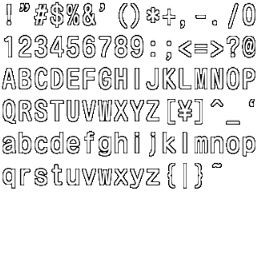 !”#$%&’ ()*+,-./0
123456789:;<=>?@
ABCDEFGHIJKLMNOP
QRSTUVWXYZ[¥]^_‘
abcdefghijklmnop
qrstuvwxyz{|}~